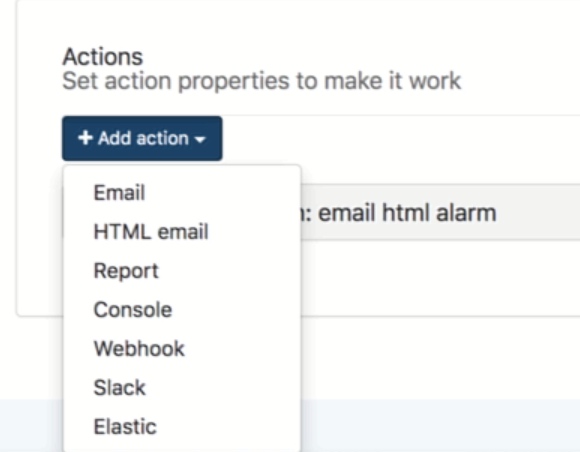 Actions
Set action properties to make it work
+ Add action
Email
HTML email
: email html alarm
Report
Console
Webhook
Slack
Elastic